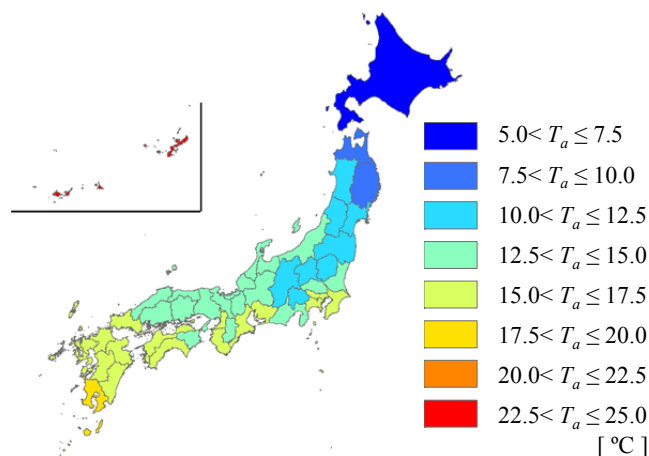 5.0< Ta ≤ 7.5
7.5< Ta ≤ 10.0
10.0< Ta ≤ 12.5
12.5< Ta ≤ 15.0
15.0< Ta ≤ 17.5
17.5< Ta ≤ 20.0
20.0< Ta ≤ 22.5
22.5< Ta ≤ 25.0
[ ºC ]